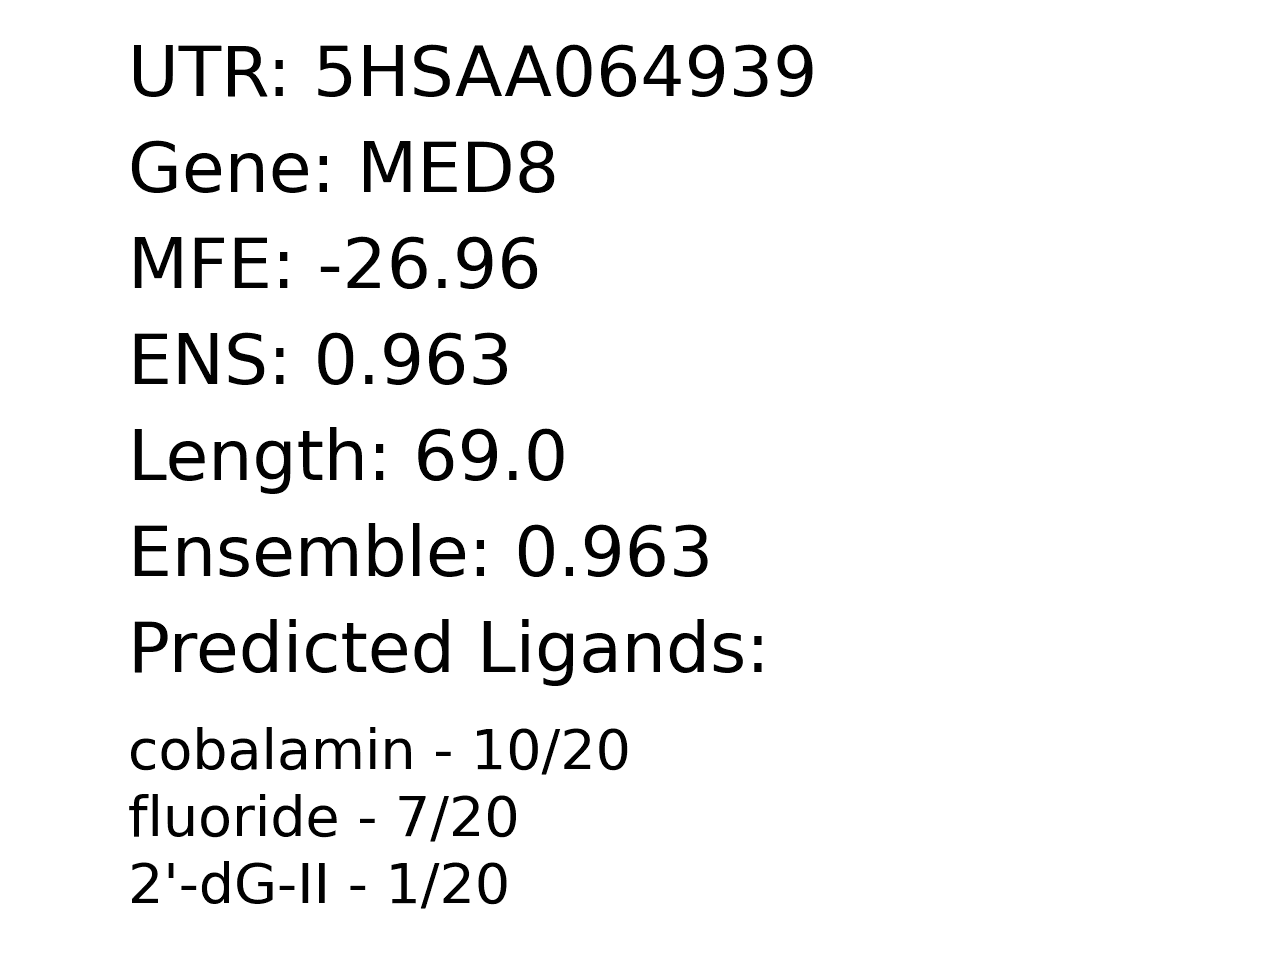 UTR: 5HSAA064939
Gene: MED8
MFE: -26.96
ENS: 0.963
Length: 69.0
Ensemble: 0.963
Predicted Ligands:
cobalamin - 10/20
fluoride - 7/20
2'-dG-II - 1/20